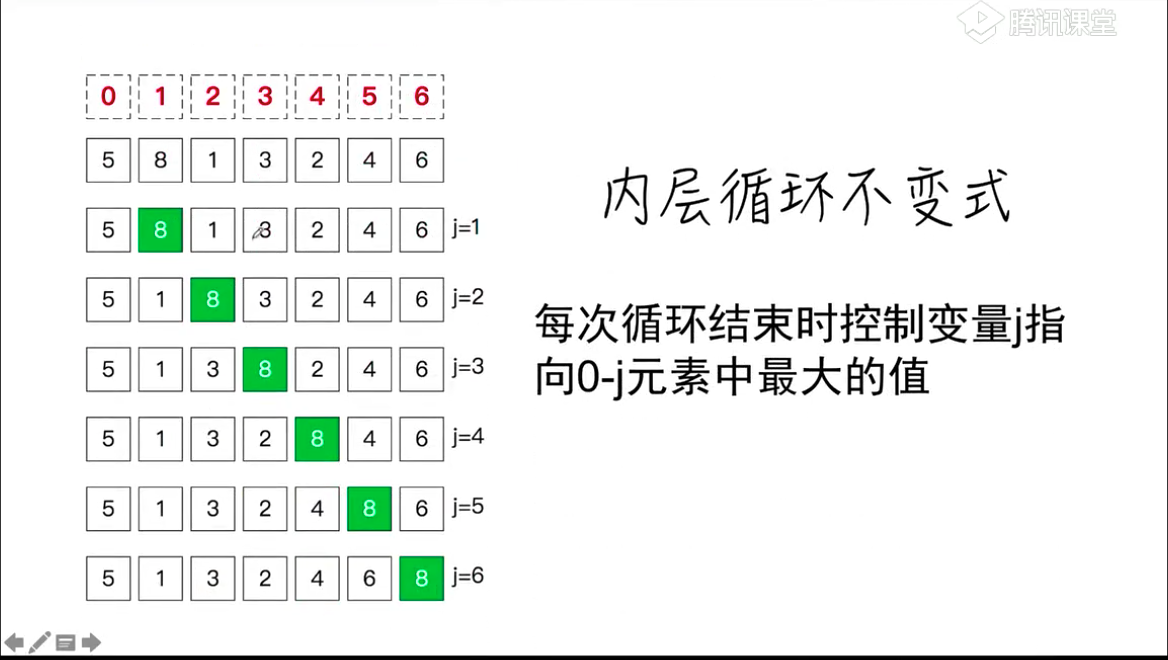 腾讯课堂
0 1 2 3 4 5 6
5 8 1 3 2 4 6
5 8 1 3 2 4 6 j=1
5 1 8 3 2 4 6 j=2
5 1 3 8 2 4 6 j=3
5 1 3 2 8 4 6 j=4
5 1 3 2 4 8 6 j=5
5 1 3 2 4 6 8 j=6
内层循环不变式
每次循环结束时控制变量j指
向0-j元素中最大的值